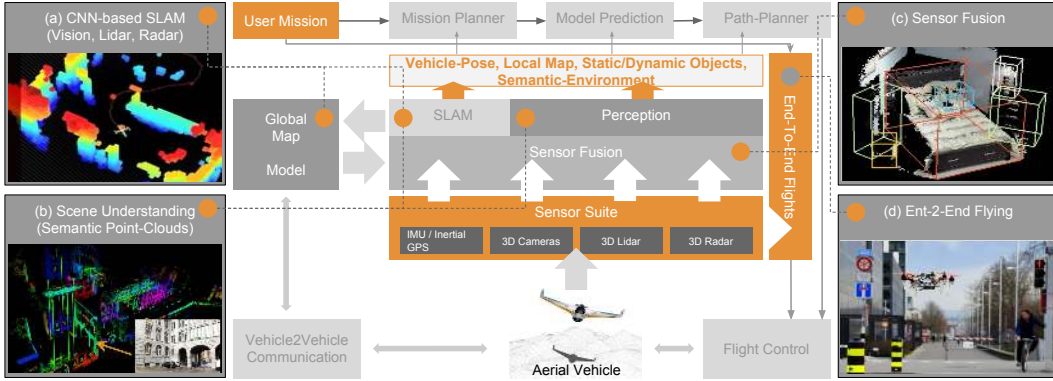 (a) CNN-based SLAM
(Vision, Lidar, Radar)
User Mission
Mission Planner
Model Prediction
Path-Planner
(c) Sensor Fusion
Vehicle-Pose, Local Map, Static/Dynamic Objects,
Semantic-Environment
Global
Map
Model
SLAM
Perception
Sensor Fusion
End-To-End Flights
(b) Scene Understanding
(Semantic Point-Clouds)
Sensor Suite
IMU / Inertial
GPS
3D Cameras
3D Lidar
3D Radar
(d) Ent-2-End Flying
Vehicle2Vehicle
Communication
Aerial Vehicle
Flight Control